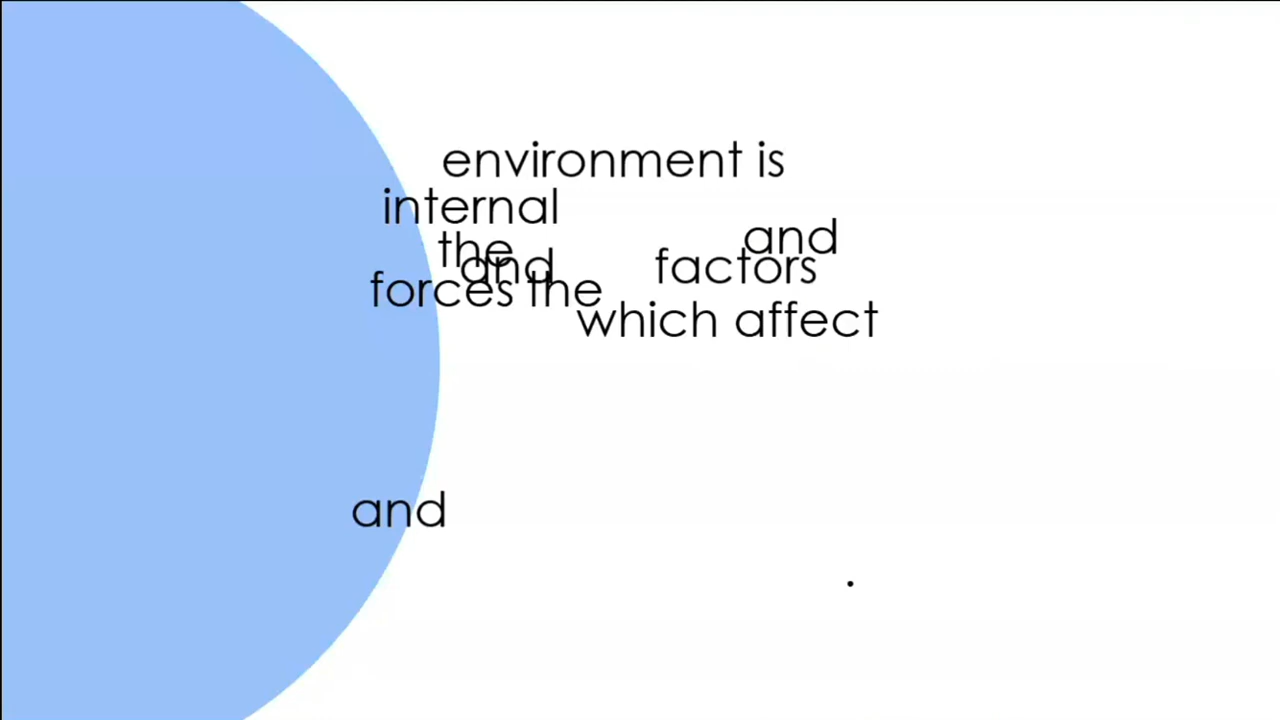 environment is
internal
and
the
and
factors
forces the
which affect
and
.